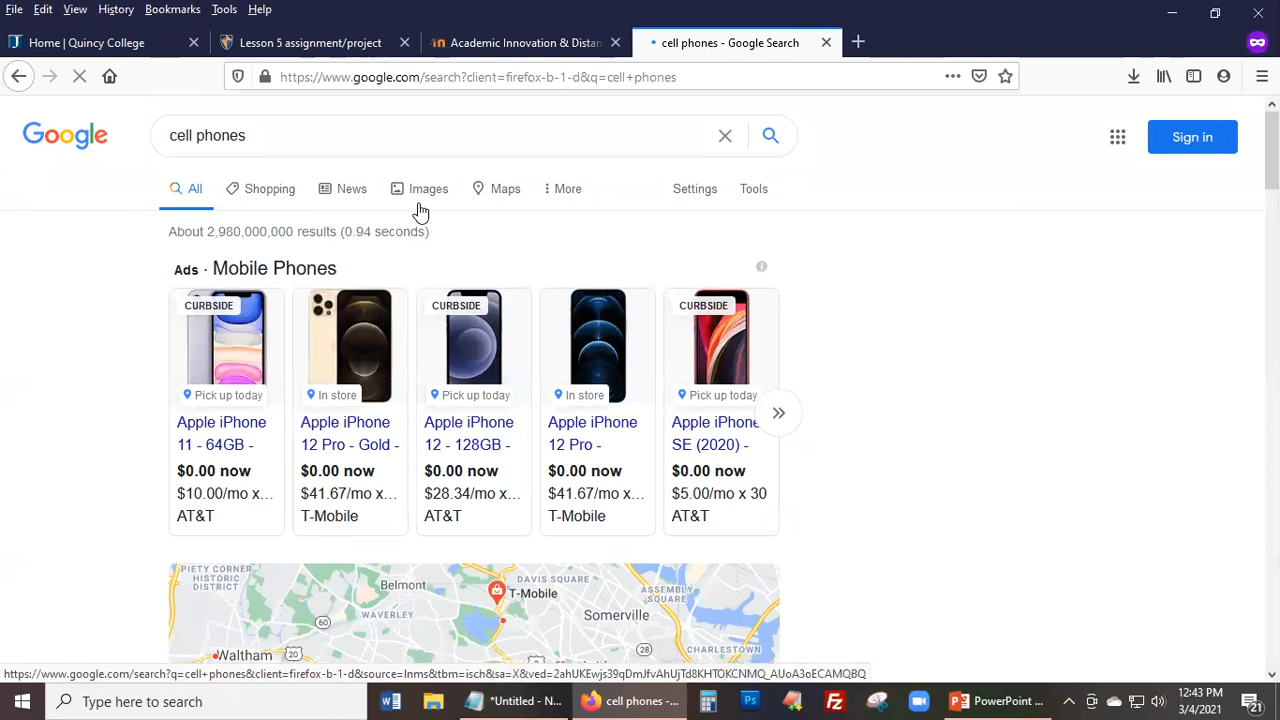 File Edit View History Bookmarks Tools Help
Home | Quincy College
Lesson 5 assignment/project
Academic Innovation & Distan
cell phones - Google Search
https://www.google.com/search?client=firefox-b-1-d&q=cell+phones
Google
cell phones
Sign in
All Shopping News Images Maps More Settings Tools
About 2,980,000,000 results (0.94 seconds)
Ads · Mobile Phones
CURBSIDE
Pick up today
Apple iPhone
11 - 64GB -
$0.00 now
$10.00/mo x...
AT&T
In store
Apple iPhone
12 Pro - Gold -
$0.00 now
$41.67/mo x...
T-Mobile
CURBSIDE
Pick up today
Apple iPhone
12 - 128GB -
$0.00 now
$28.34/mo x...
AT&T
In store
Apple iPhone
12 Pro -
$0.00 now
$41.67/mo x...
T-Mobile
CURBSIDE
Pick up today
Apple iPhone
SE (2020) -
$0.00 now
$5.00/mo x 30
AT&T
PIETY CORNER
HISTORIC
DISTRICT
Belmont
WAVERLEY
60
Waltham
20
T-Mobile
DAVIS SQUARE
Somerville
ASSEMBLY
SQUARE
CHARLESTOWN
28
https://www.google.com/search?q=cell+phones&client=firefox-b-1-d&source=lnms&tbm=isch&sa=X&ved=2ahUKEwjs39qDmJfvAhUjTd8KHTOKCNMQ_AUoA3oECAMQBQ
Type here to search
*Untitled - N...
cell phones -...
PowerPoint ...
12:43 PM
3/4/2021
21